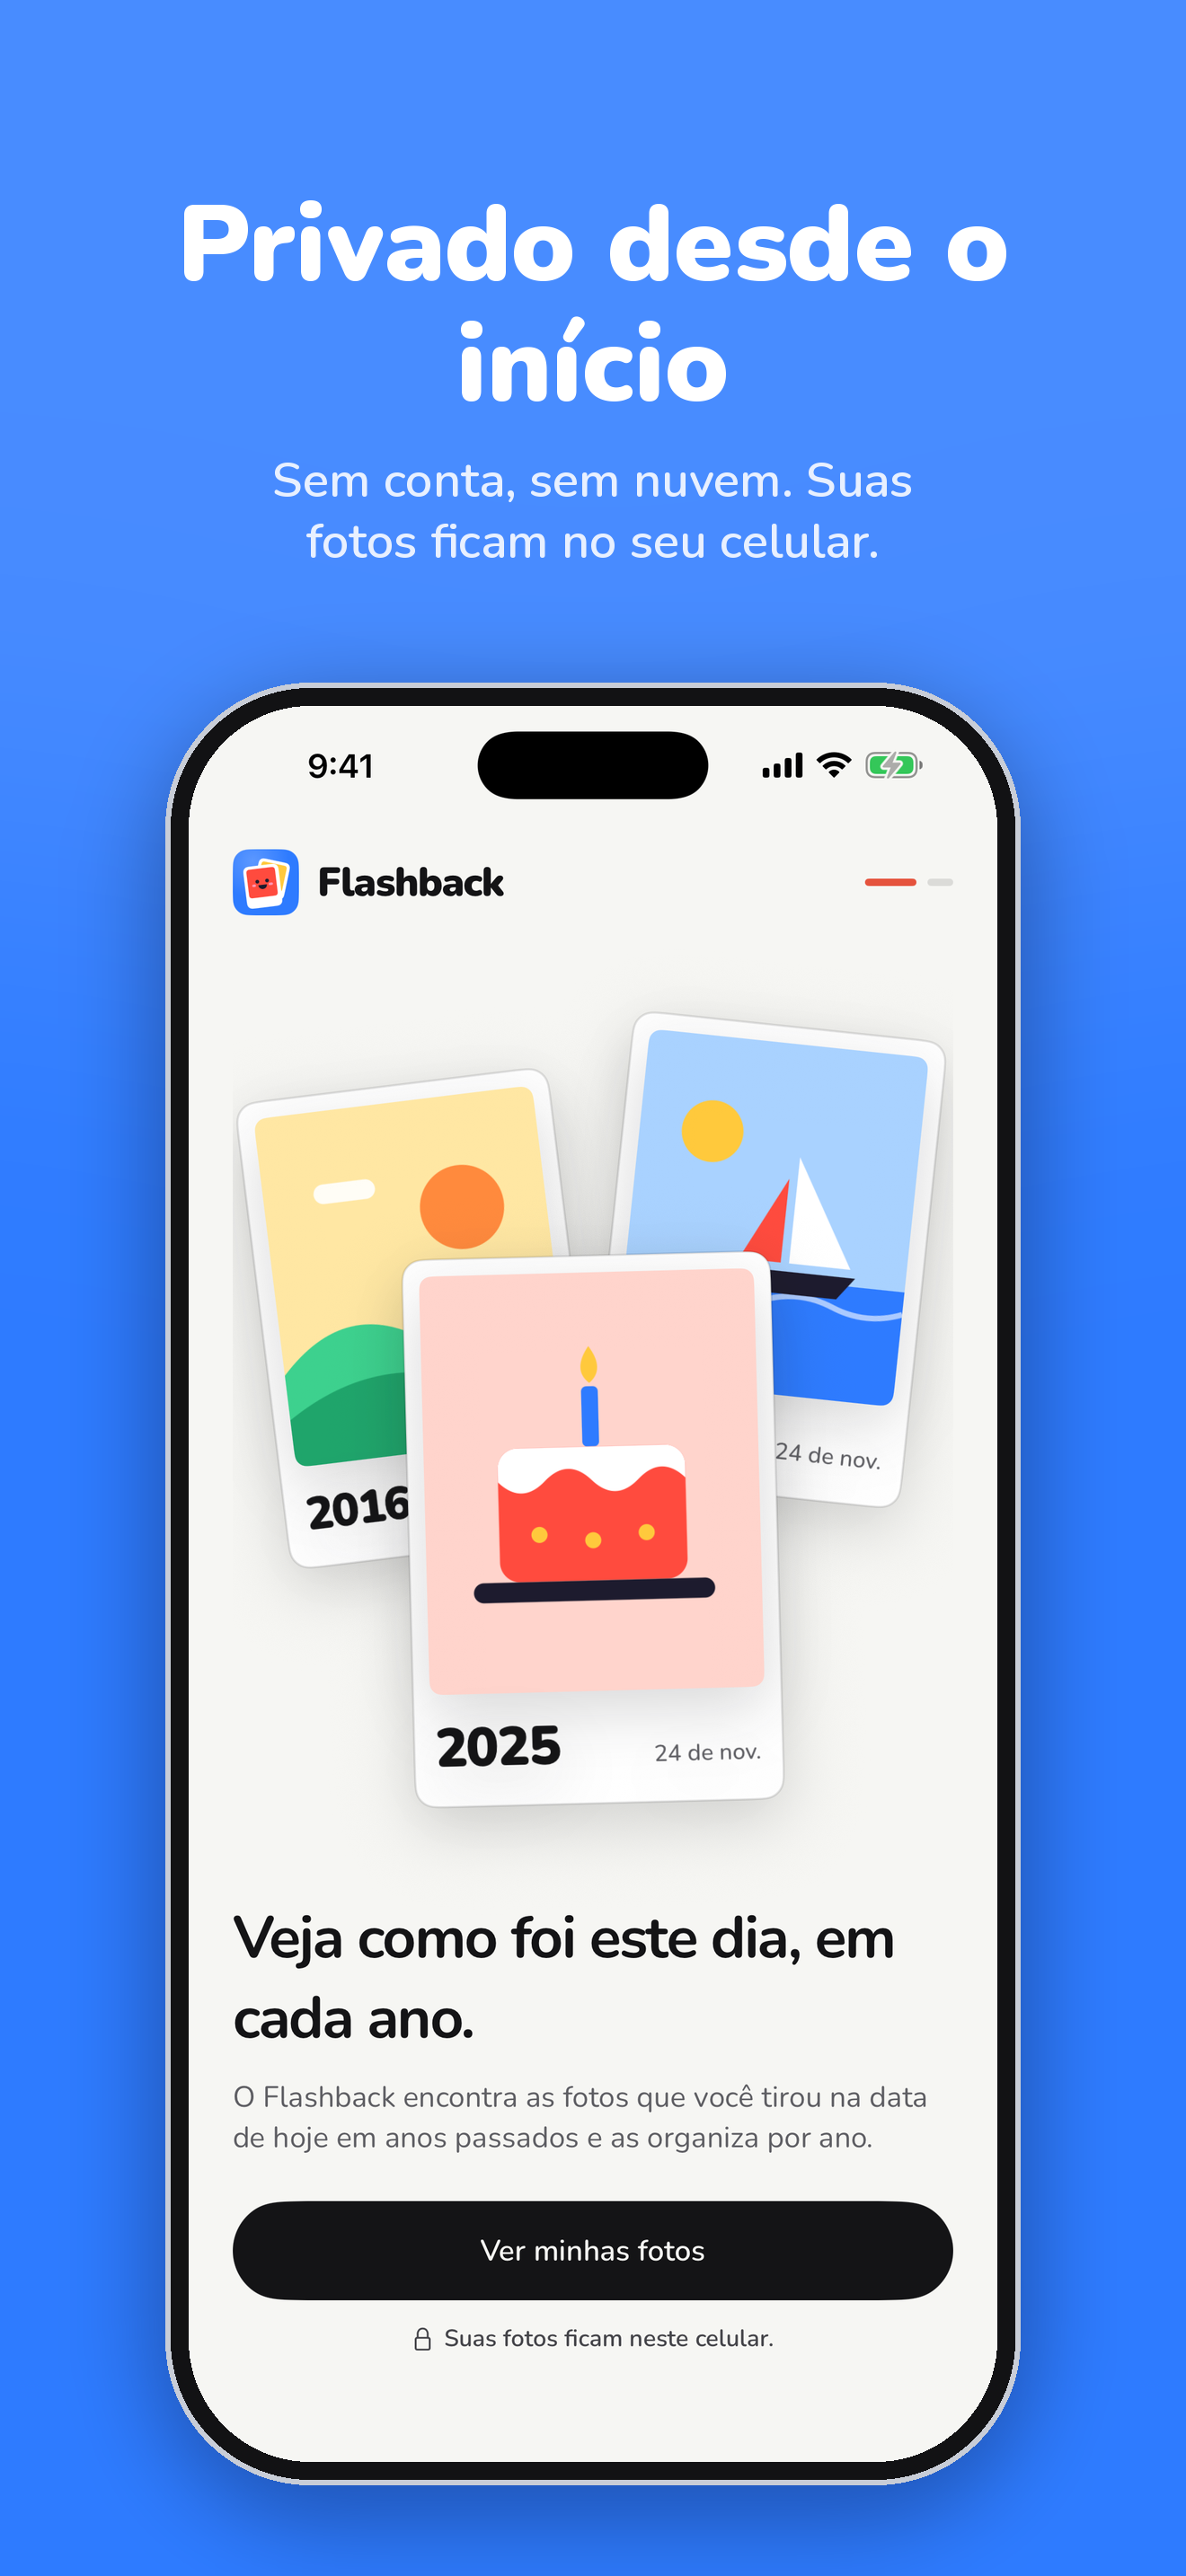 Privado desde o
início
Sem conta, sem nuvem. Suas
fotos ficam no seu celular.
9:41
Flashback
24 de nov.
2016
2025
24 de nov.
Veja como foi este dia, em
cada ano.
O Flashback encontra as fotos que você tirou na data
de hoje em anos passados e as organiza por ano.
Ver minhas fotos
Suas fotos ficam neste celular.